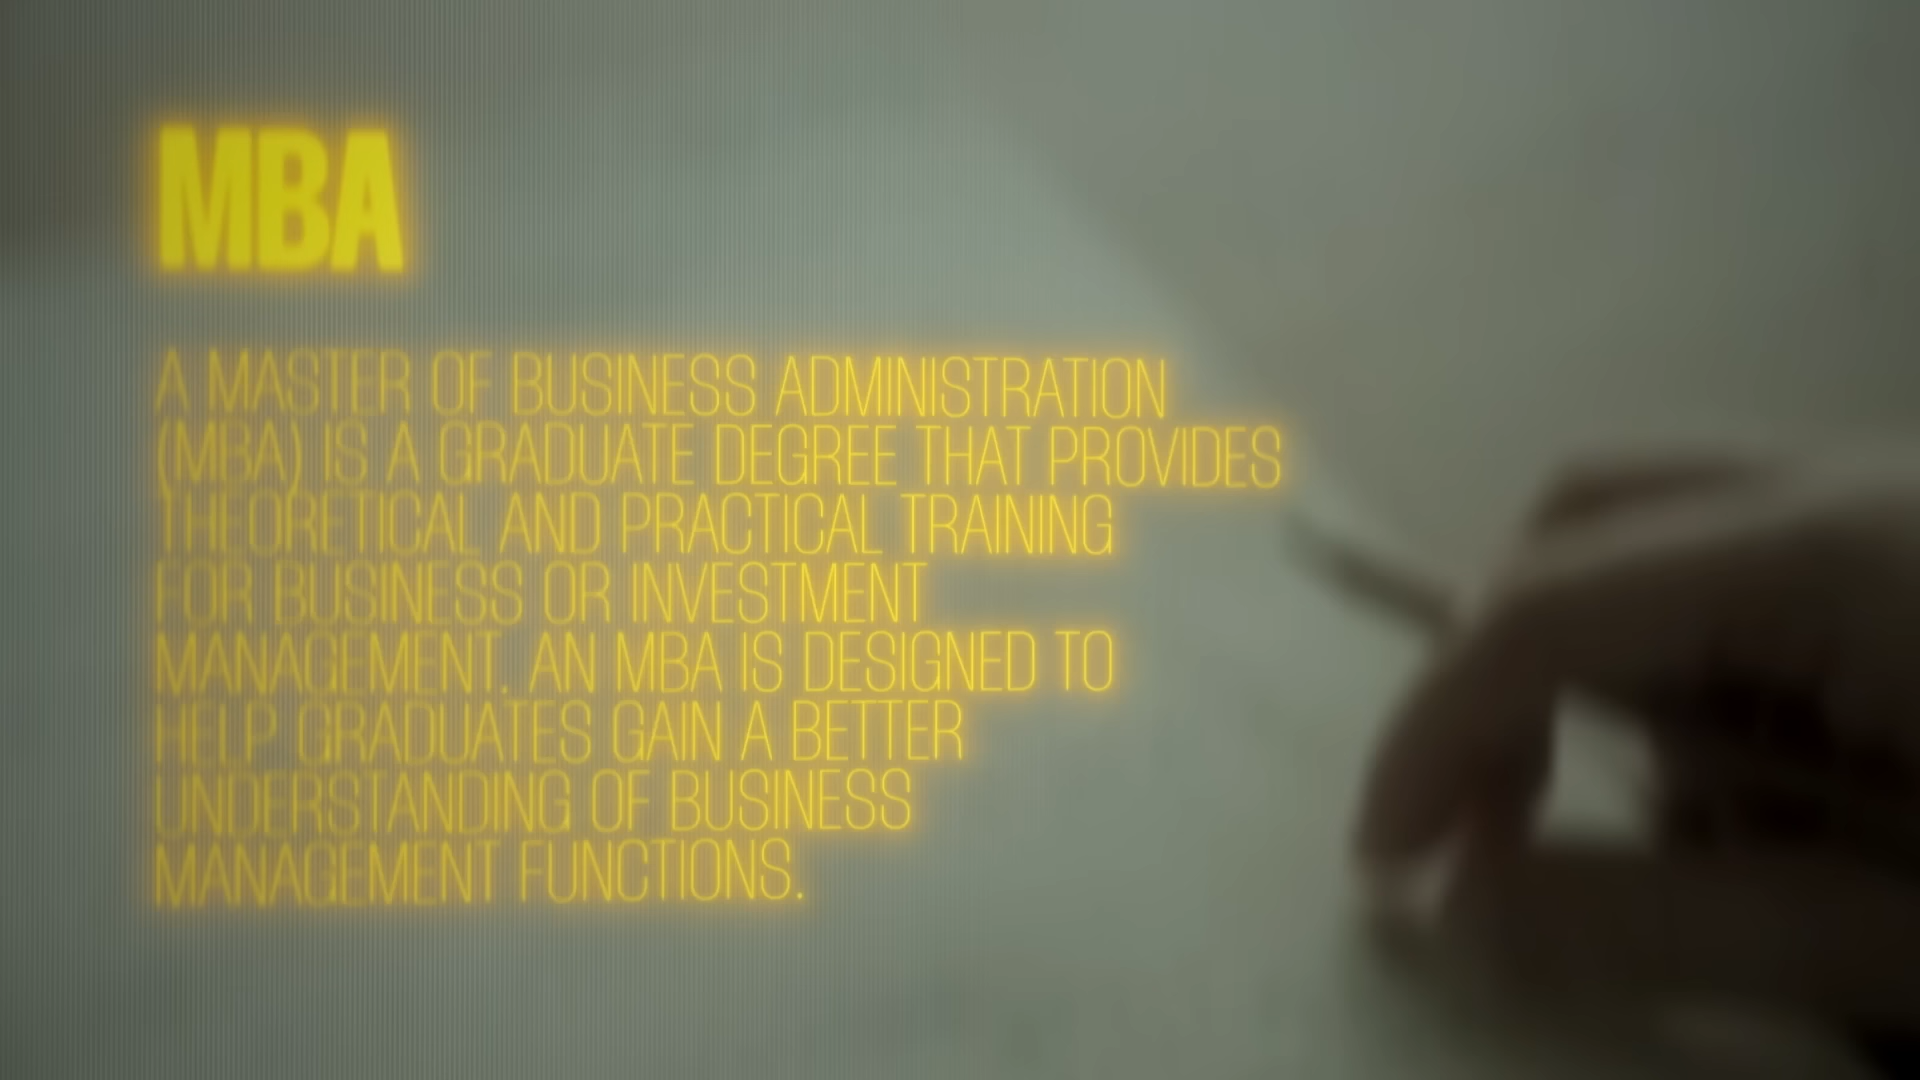 MBA
A MASTER OF BUSINESS ADMINISTRATION
(MBA) IS A GRADUATE DEGREE THAT PROVIDES
THEORETICAL AND PRACTICAL TRAINING
FOR BUSINESS OR INVESTMENT
MANAGEMENT. AN MBA IS DESIGNED TO
HELP GRADUATES GAIN A BETTER
UNDERSTANDING OF BUSINESS
MANAGEMENT FUNCTIONS.